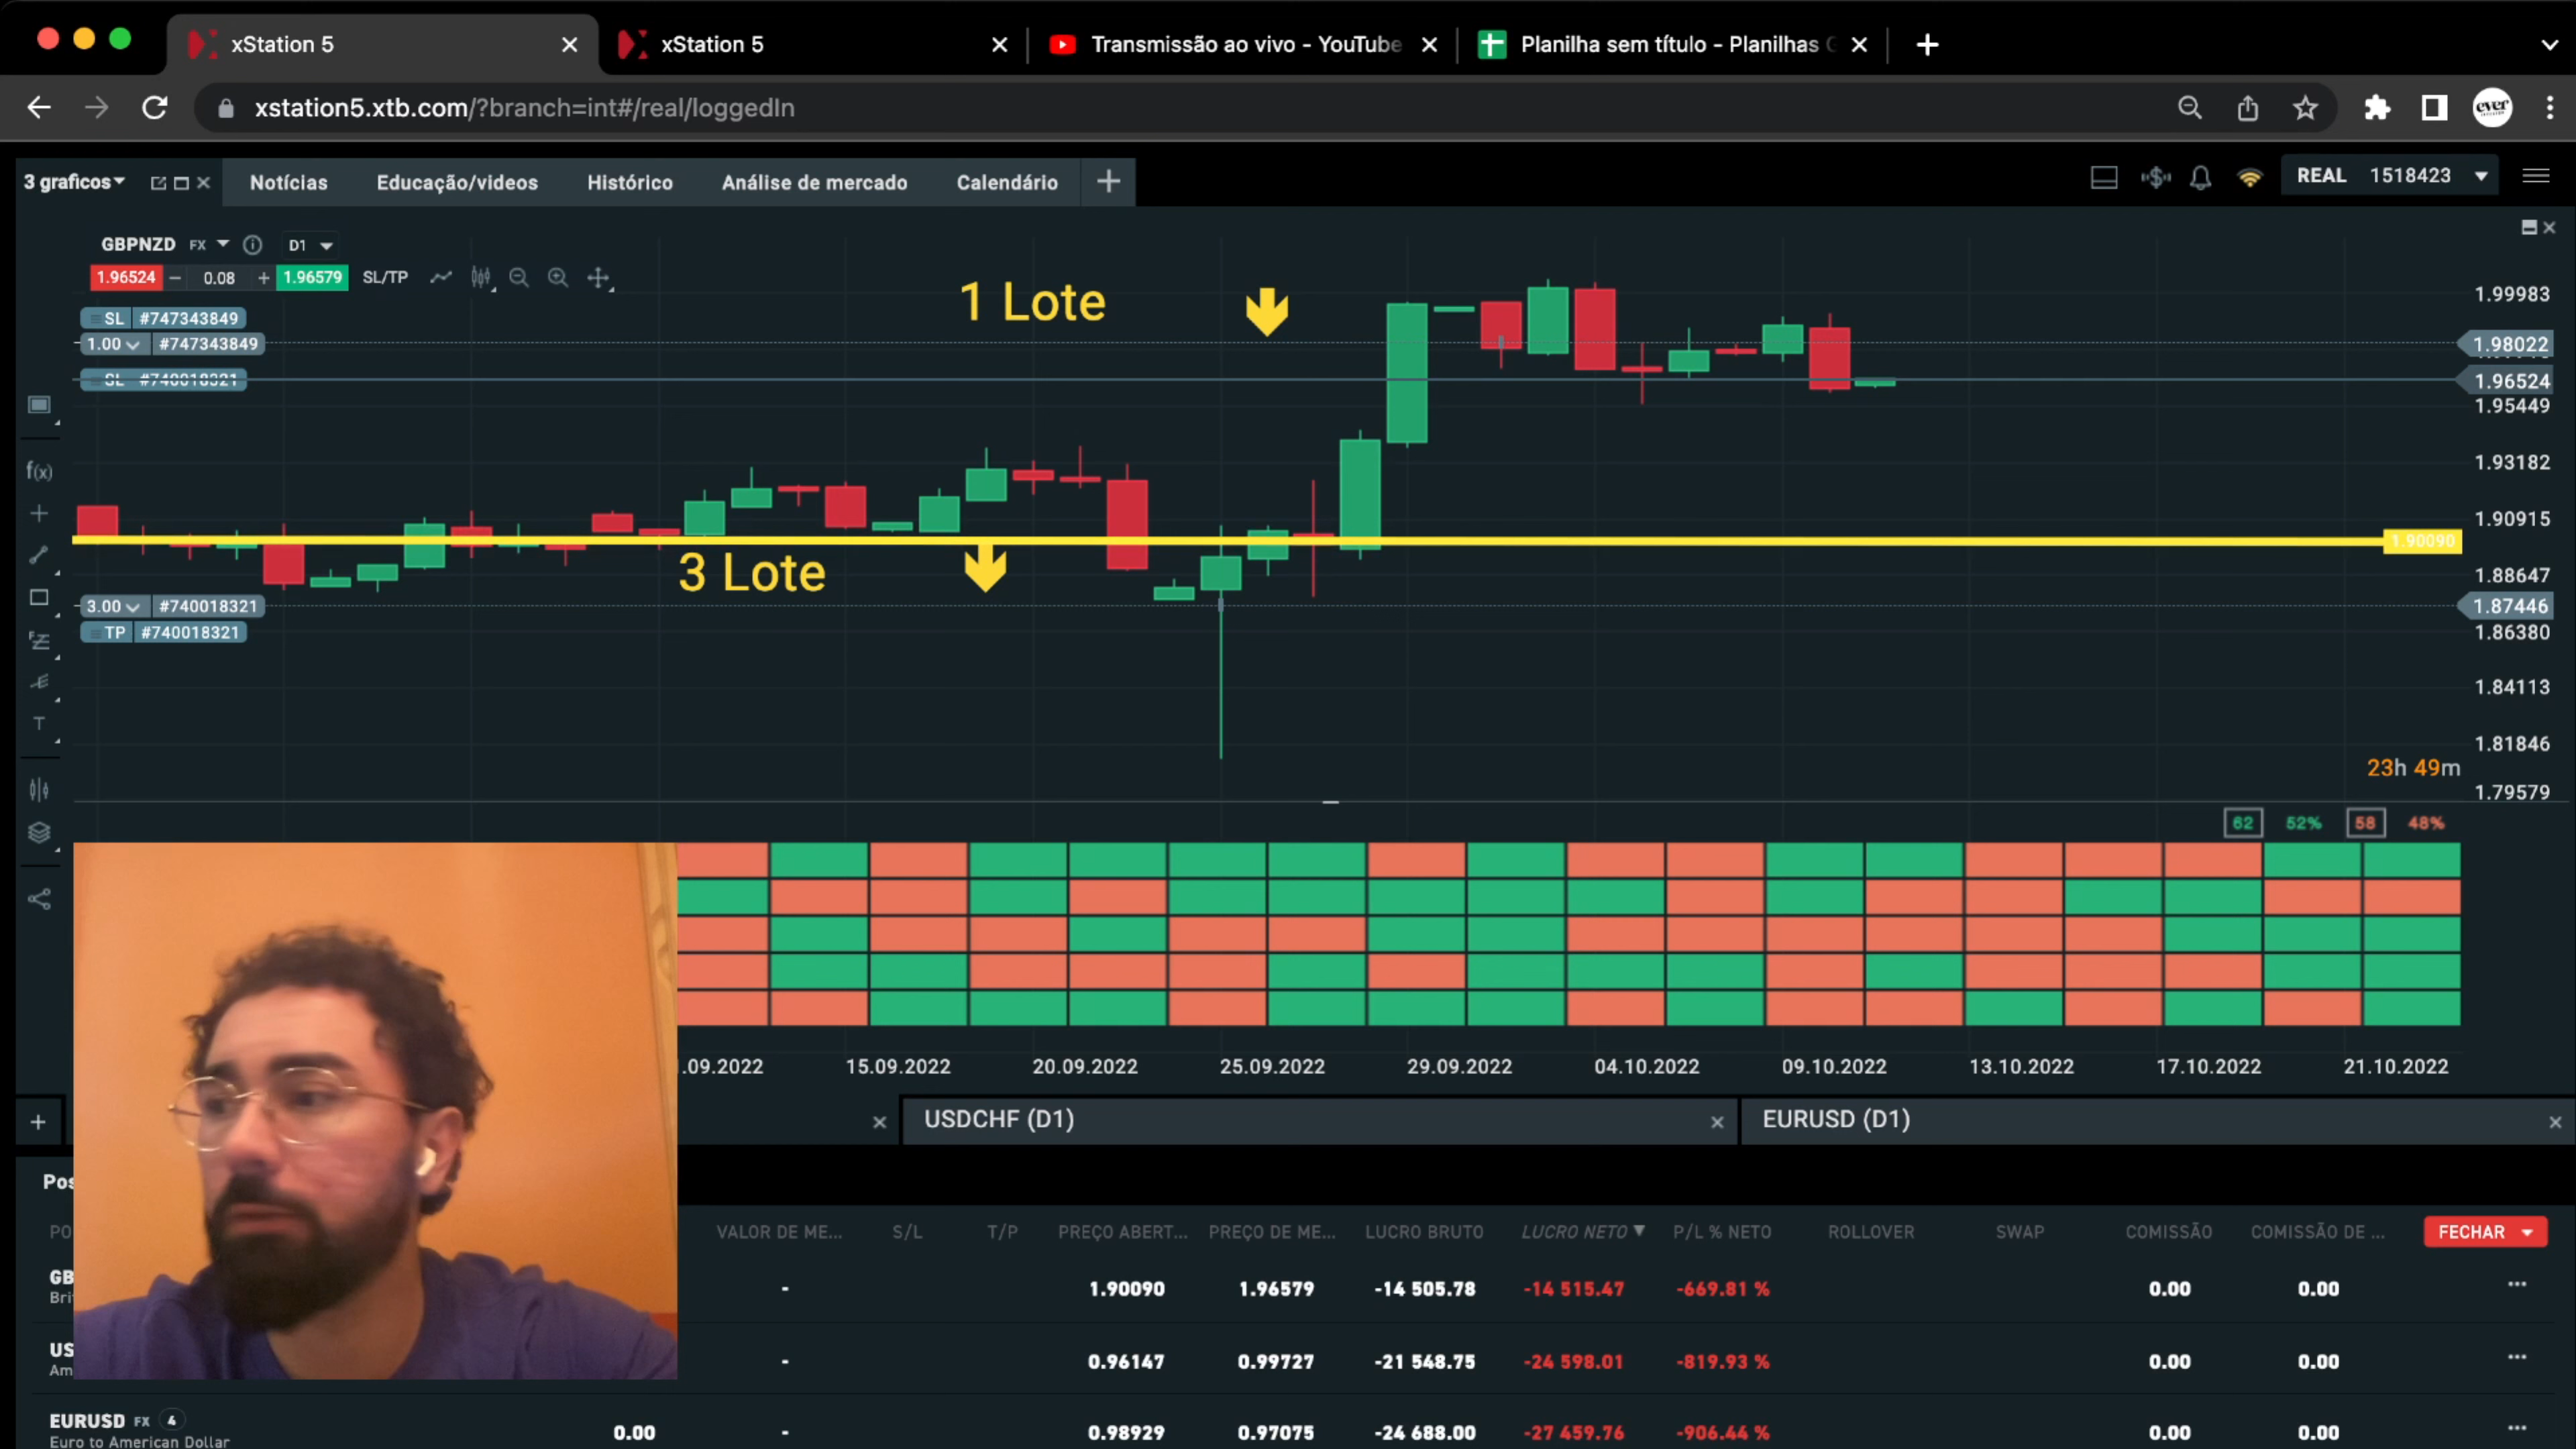 xStation 5
xStation 5
Transmissão ao vivo - YouTube
Planilha sem título - Planilhas
xstation5.xtb.com/?branch=int#/real/loggedIn
ever
3 graficos
Notícias
Educação/videos
Histórico
Análise de mercado
Calendário
REAL 1518423
GBPNZD FX D1
1.96524 − 0.08 + 1.96579 SL/TP
1 Lote
1.99983
SL #747343849
1.00 #747343849
1.98022
SL #740018321
1.96524
1.95449
f(x)
1.93182
1.90915
1.90090
3 Lote
1.88647
3.00 #740018321
1.87446
TP #740018321
1.86380
1.84113
T
1.81846
23h 49m
1.79579
62 52% 58 48%
.09.2022 15.09.2022 20.09.2022 25.09.2022 29.09.2022 04.10.2022 09.10.2022 13.10.2022 17.10.2022 21.10.2022
USDCHF (D1)
EURUSD (D1)
Pos
PO VALOR DE ME... S/L T/P PREÇO ABERT... PREÇO DE ME... LUCRO BRUTO LUCRO NETO ▼ P/L % NETO ROLLOVER SWAP COMISSÃO COMISSÃO DE ... FECHAR
GB - 1.90090 1.96579 -14 505.78 -14 515.47 -669.81 % 0.00 0.00 ...
Bri
US - 0.96147 0.99727 -21 548.75 -24 598.01 -819.93 % 0.00 0.00 ...
Am
EURUSD FX 4 0.00 - 0.98929 0.97075 -24 688.00 -27 459.76 -906.44 % 0.00 0.00 ...
Euro to American Dollar